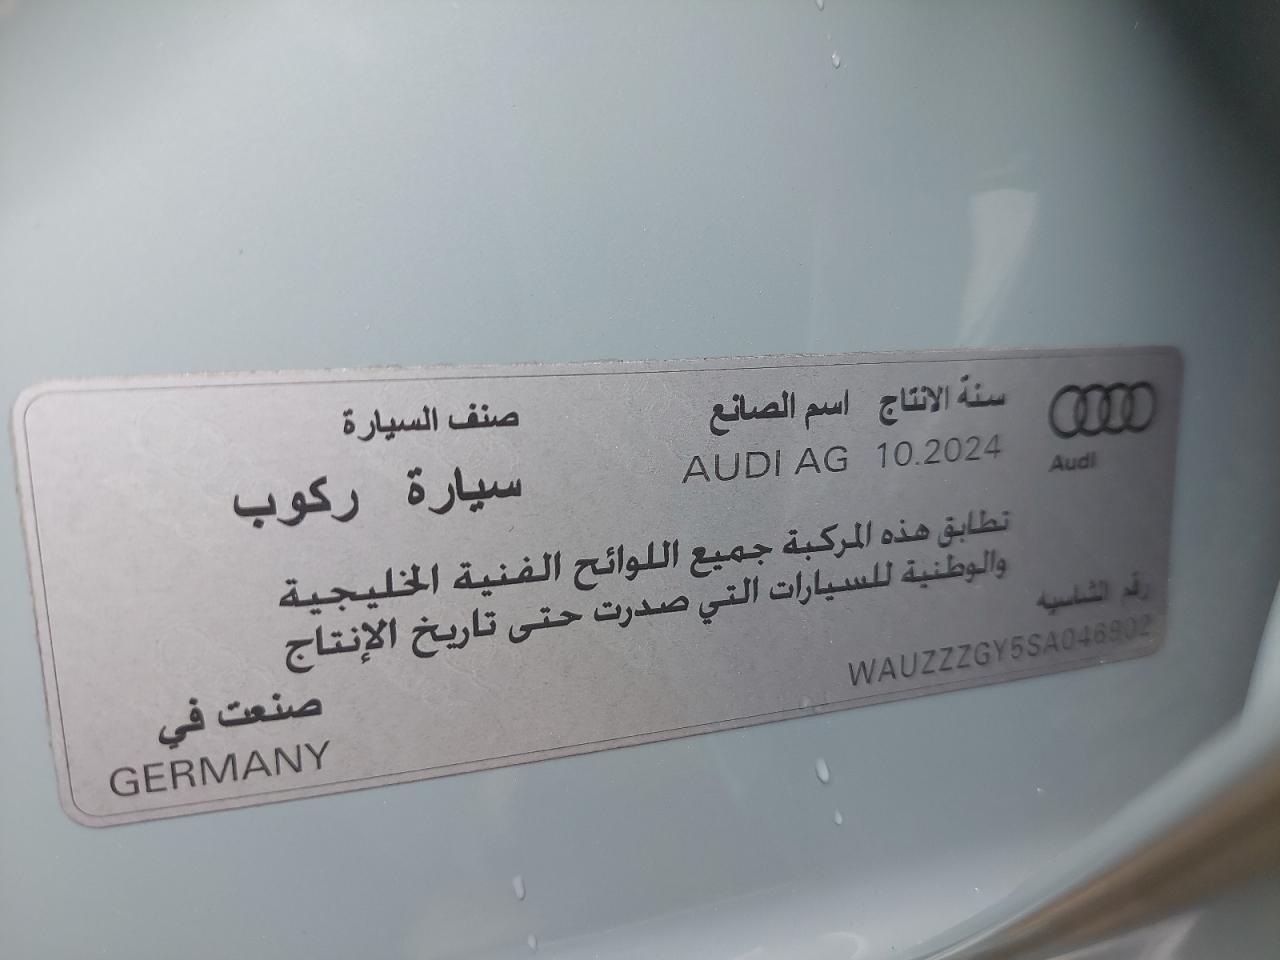 Audi
سنة الانتاج
10.2024
اسم الصانع
AUDI AG
صنف السيارة
سيارة ركوب
تطابق هذه المركبة جميع اللوائح الفنية الخليجية
والوطنية للسيارات التي صدرت حتى تاريخ الإنتاج
رقم الشاسيه
WAUZZZGY5SA046902
صنعت في
GERMANY